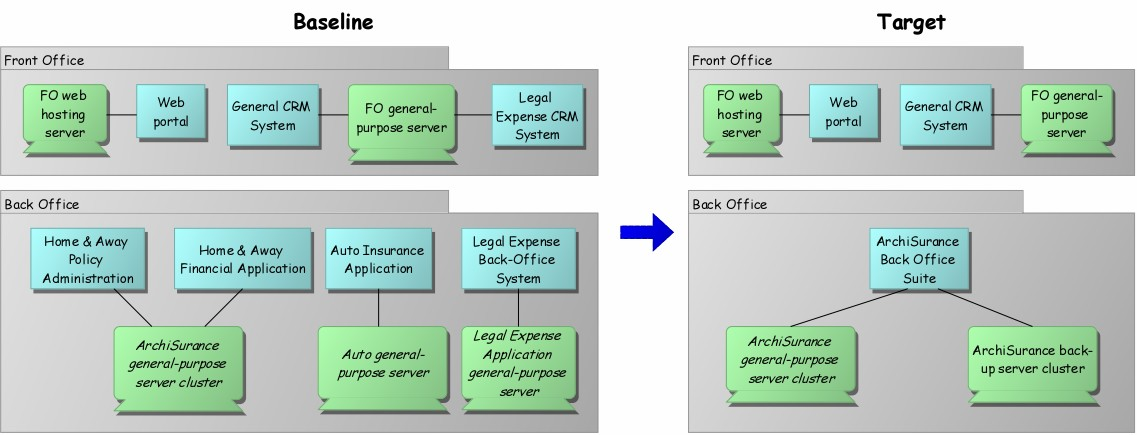 Baseline
Front Office
FO web
hosting
server
Web
portal
General CRM
System
FO general-
purpose server
Legal
Expense CRM
System
Back Office
Home & Away
Policy
Administration
Home & Away
Financial Application
Auto Insurance
Application
Legal Expense
Back-Office
System
ArchiSurance
general-purpose
server cluster
Auto general-
purpose server
Legal Expense
Application
general-purpose
server
Target
Front Office
FO web
hosting
server
Web
portal
General CRM
System
FO general-
purpose
server
Back Office
ArchiSurance
Back Office
Suite
ArchiSurance
general-purpose
server cluster
ArchiSurance back-
up server cluster